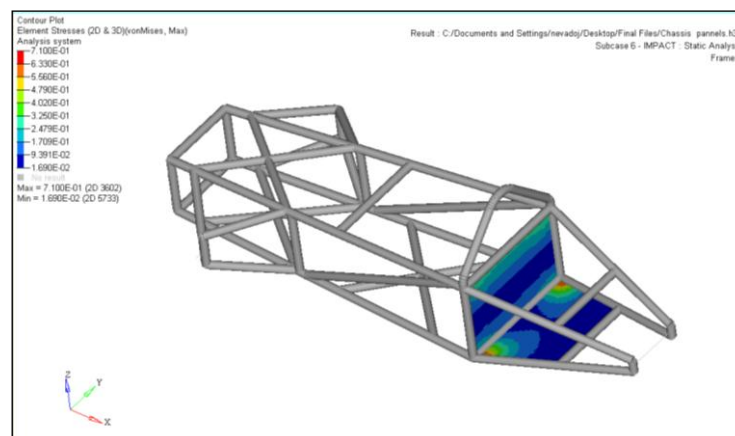 Contour Plot
Element Stresses (2D & 3D)(vonMises, Max)
Analysis system
7.100E-01
6.330E-01
5.560E-01
4.790E-01
4.020E-01
3.250E-01
2.479E-01
1.709E-01
9.391E-02
1.690E-02
No result
Max = 7.100E-01 (2D 3602)
Min = 1.690E-02 (2D 5733)
Result : C:/Documents and Settings/nevadoj/Desktop/Final Files/Chassis pannels.h3
Subcase 6 - IMPACT : Static Analys
Frame
Z
Y
X